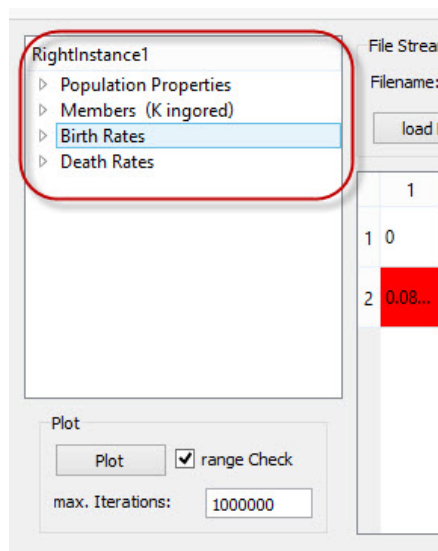 RightInstance1
Population Properties
Members (K ingored)
Birth Rates
Death Rates
File Strea
Filename:
load
1
1 0
2 0.08...
Plot
Plot
range Check
max. Iterations: 1000000